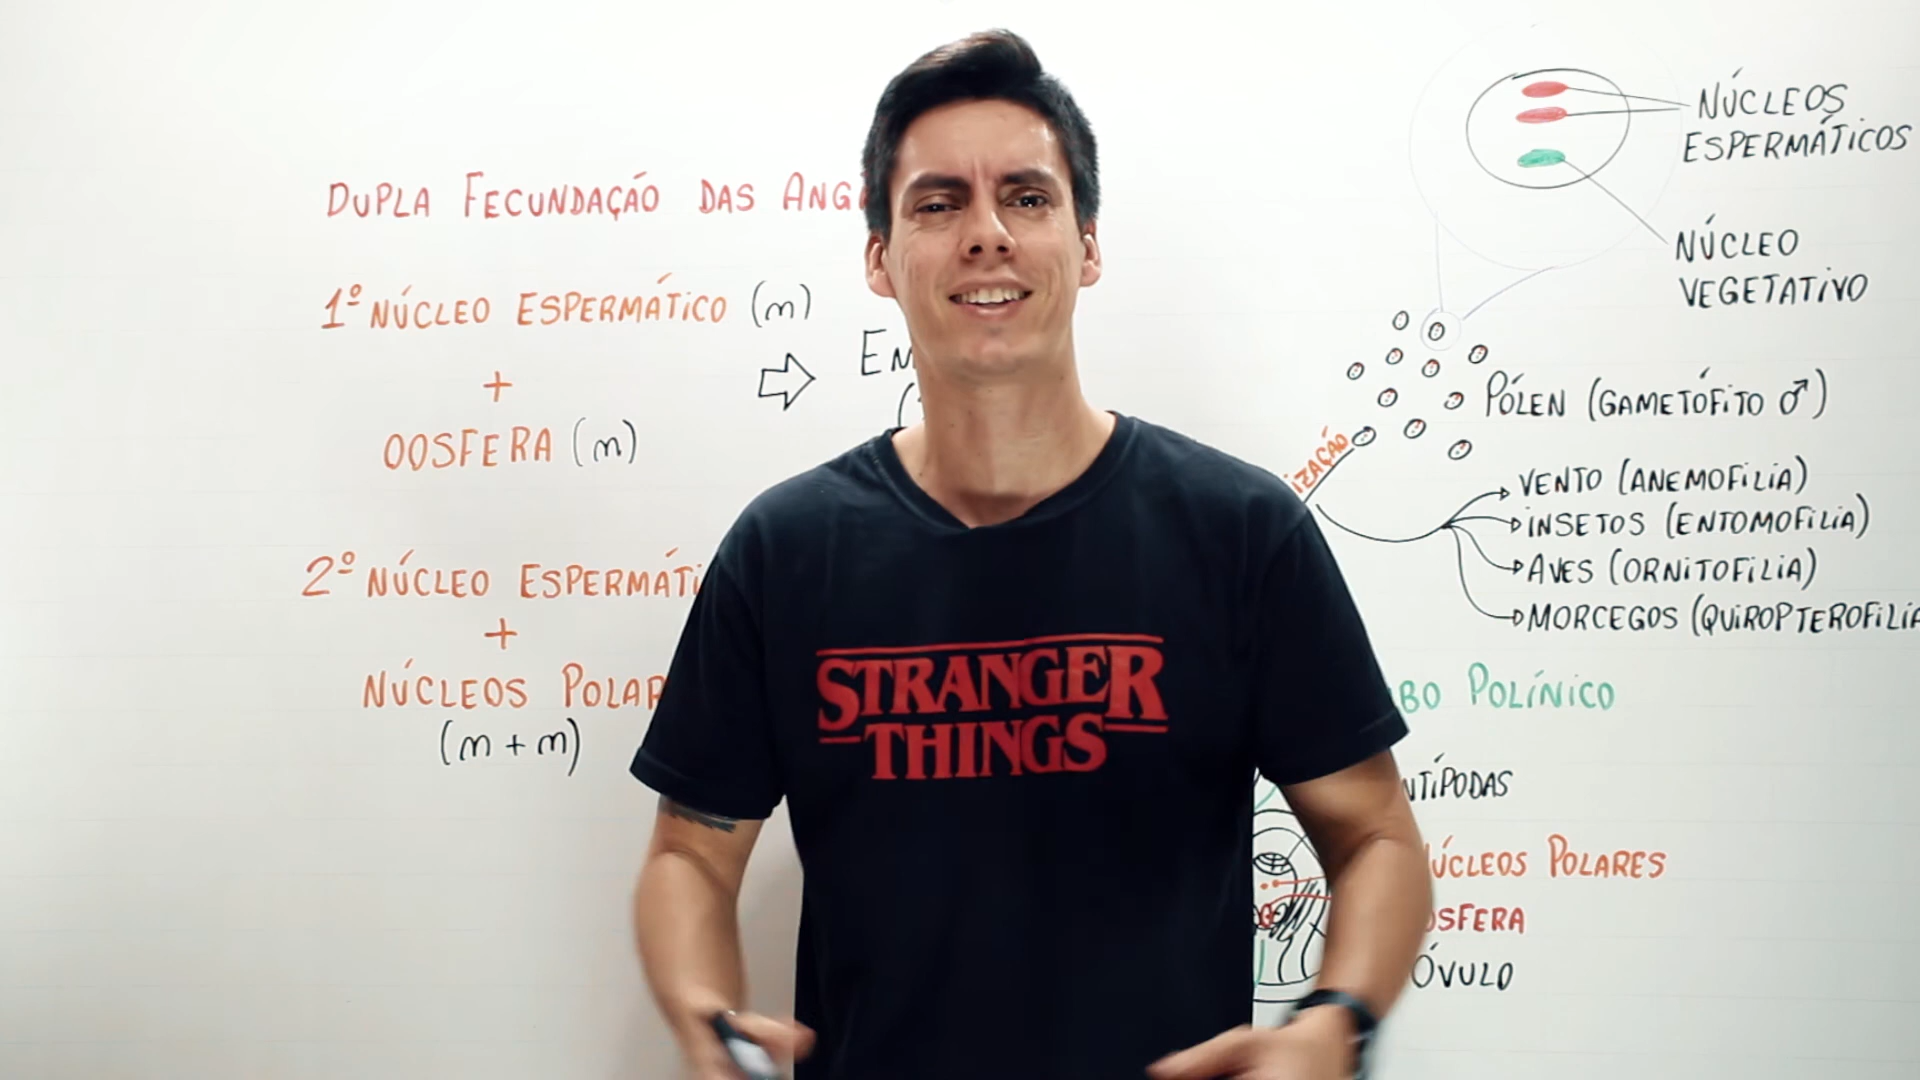 DUPLA FECUNDAÇÃO DAS ANG
1º NÚCLEO ESPERMÁTICO (m)
+
OOSFERA (m)
EN
2º NÚCLEO ESPERMÁTI
+
NÚCLEOS POLAR
(m + m)
STRANGER
THINGS
NÚCLEOS
ESPERMÁTICOS
NÚCLEO
VEGETATIVO
PÓLEN (GAMETÓFITO ♂)
IZAÇÃO
VENTO (ANEMOFILIA)
INSETOS (ENTOMOFILIA)
AVES (ORNITOFILIA)
MORCEGOS (QUIROPTEROFILIA
BO POLÍNICO
NTÍPODAS
ÚCLEOS POLARES
OSFERA
ÓVULO